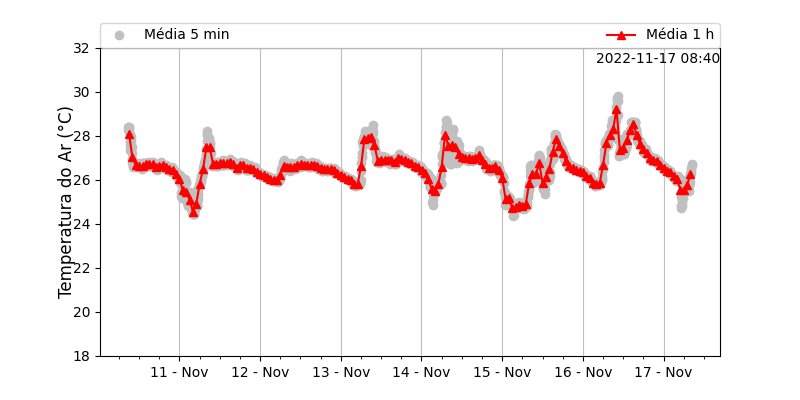 Média 5 min
Média 1 h
2022-11-17 08:40
Temperatura do Ar (°C)
32
30
28
26
24
22
20
18
11 - Nov
12 - Nov
13 - Nov
14 - Nov
15 - Nov
16 - Nov
17 - Nov